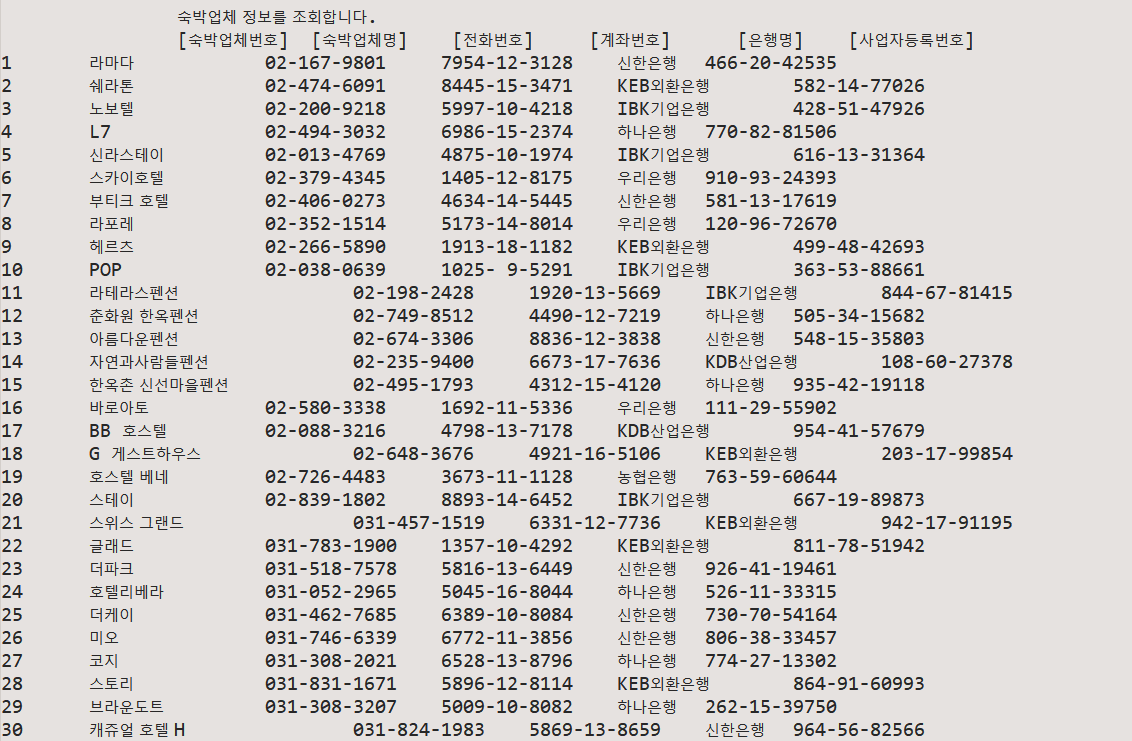 숙박업체 정보를 조회합니다.
[숙박업체번호] [숙박업체명] [전화번호] [계좌번호] [은행명] [사업자등록번호]
1 라마다 02-167-9801 7954-12-3128 신한은행 466-20-42535
2 쉐라톤 02-474-6091 8445-15-3471 KEB외환은행 582-14-77026
3 노보텔 02-200-9218 5997-10-4218 IBK기업은행 428-51-47926
4 L7 02-494-3032 6986-15-2374 하나은행 770-82-81506
5 신라스테이 02-013-4769 4875-10-1974 IBK기업은행 616-13-31364
6 스카이호텔 02-379-4345 1405-12-8175 우리은행 910-93-24393
7 부티크 호텔 02-406-0273 4634-14-5445 신한은행 581-13-17619
8 라포레 02-352-1514 5173-14-8014 우리은행 120-96-72670
9 헤르츠 02-266-5890 1913-18-1182 KEB외환은행 499-48-42693
10 POP 02-038-0639 1025- 9-5291 IBK기업은행 363-53-88661
11 라테라스펜션 02-198-2428 1920-13-5669 IBK기업은행 844-67-81415
12 준화원 한옥펜션 02-749-8512 4490-12-7219 하나은행 505-34-15682
13 아름다운펜션 02-674-3306 8836-12-3838 신한은행 548-15-35803
14 자연과사람들펜션 02-235-9400 6673-17-7636 KDB산업은행 108-60-27378
15 한옥존 신선마을펜션 02-495-1793 4312-15-4120 하나은행 935-42-19118
16 바로아토 02-580-3338 1692-11-5336 우리은행 111-29-55902
17 BB 호스텔 02-088-3216 4798-13-7178 KDB산업은행 954-41-57679
18 G 게스트하우스 02-648-3676 4921-16-5106 KEB외환은행 203-17-99854
19 호스텔 베네 02-726-4483 3673-11-1128 농협은행 763-59-60644
20 스테이 02-839-1802 8893-14-6452 IBK기업은행 667-19-89873
21 스위스 그랜드 031-457-1519 6331-12-7736 KEB외환은행 942-17-91195
22 글래드 031-783-1900 1357-10-4292 KEB외환은행 811-78-51942
23 더파크 031-518-7578 5816-13-6449 신한은행 926-41-19461
24 호텔리베라 031-052-2965 5045-16-8044 하나은행 526-11-33315
25 더케이 031-462-7685 6389-10-8084 신한은행 730-70-54164
26 미오 031-746-6339 6772-11-3856 신한은행 806-38-33457
27 코지 031-308-2021 6528-13-8796 하나은행 774-27-13302
28 스토리 031-831-1671 5896-12-8114 KEB외환은행 864-91-60993
29 브라운도트 031-308-3207 5009-10-8082 하나은행 262-15-39750
30 캐쥬얼 호텔 H 031-824-1983 5869-13-8659 신한은행 964-56-82566